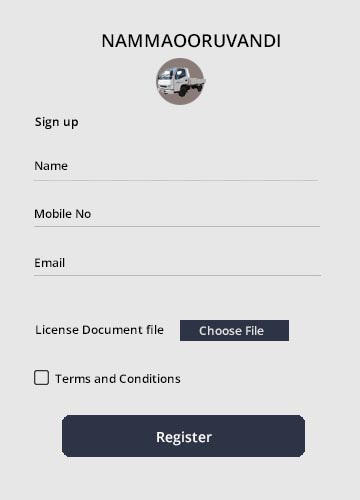 NAMMAOORUVANDI
Sign up
Name
Mobile No
Email
License Document file Choose File
Terms and Conditions
Register